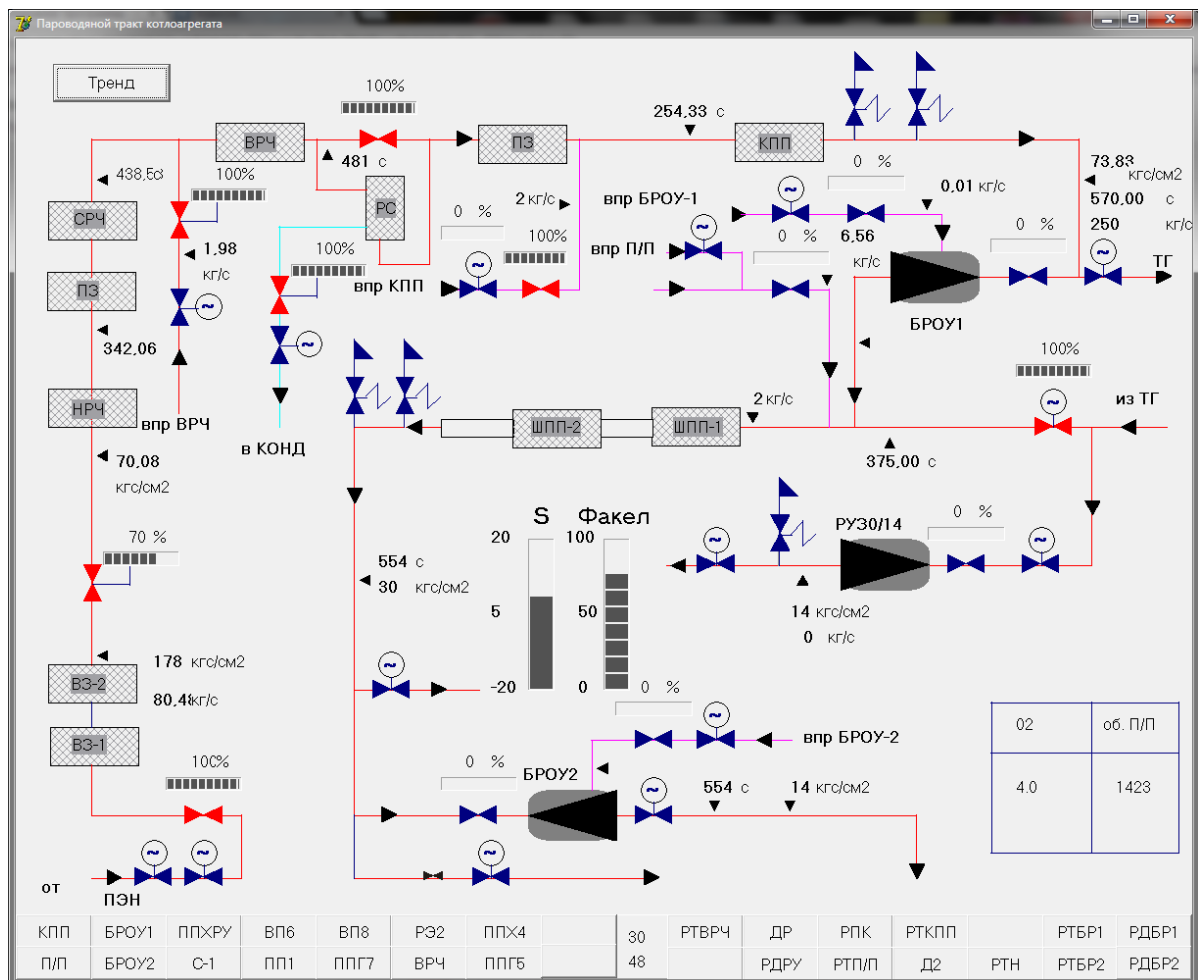 Пароводяной тракт котлоагрегата
Тренд
100%
ВРЧ
ПЗ
254,33 с
КПП
438,5
100%
481 с
0 %
73,83
кгс/см2
СРЧ
РС
2 кг/с
впр БРОУ-1
0,01 кг/с
570,00 с
1,98
кг/с
0 %
100%
впр П/П
0 %
6,56
кг/с
0 %
250
кг/с
ТГ
100%
впр КПП
ПЗ
БРОУ1
342,06
100%
НРЧ
впр ВРЧ
2 кг/с
из ТГ
ШПП-2
ШПП-1
в КОНД
70,08
кгс/см2
375,00 с
S
Факел
РУ30/14
0 %
70 %
20
100
554 с
30 кгс/см2
5
50
14 кгс/см2
0 кг/с
178 кгс/см2
-20
0
0 %
ВЗ-2
80,48
кг/с
02
об. П/П
ВЗ-1
впр БРОУ-2
100%
0 %
БРОУ2
554 с
14 кгс/см2
4.0
1423
от
ПЭН
КПП БРОУ1 ППХРУ ВП6 ВП8 РЭ2 ППХ4 30 РТВРЧ ДР РПК РТКПП РТБР1 РДБР1
П/П БРОУ2 С-1 ПП1 ППГ7 ВРЧ ППГ5 48 РДРУ РТП/П Д2 РТН РТБР2 РДБР2